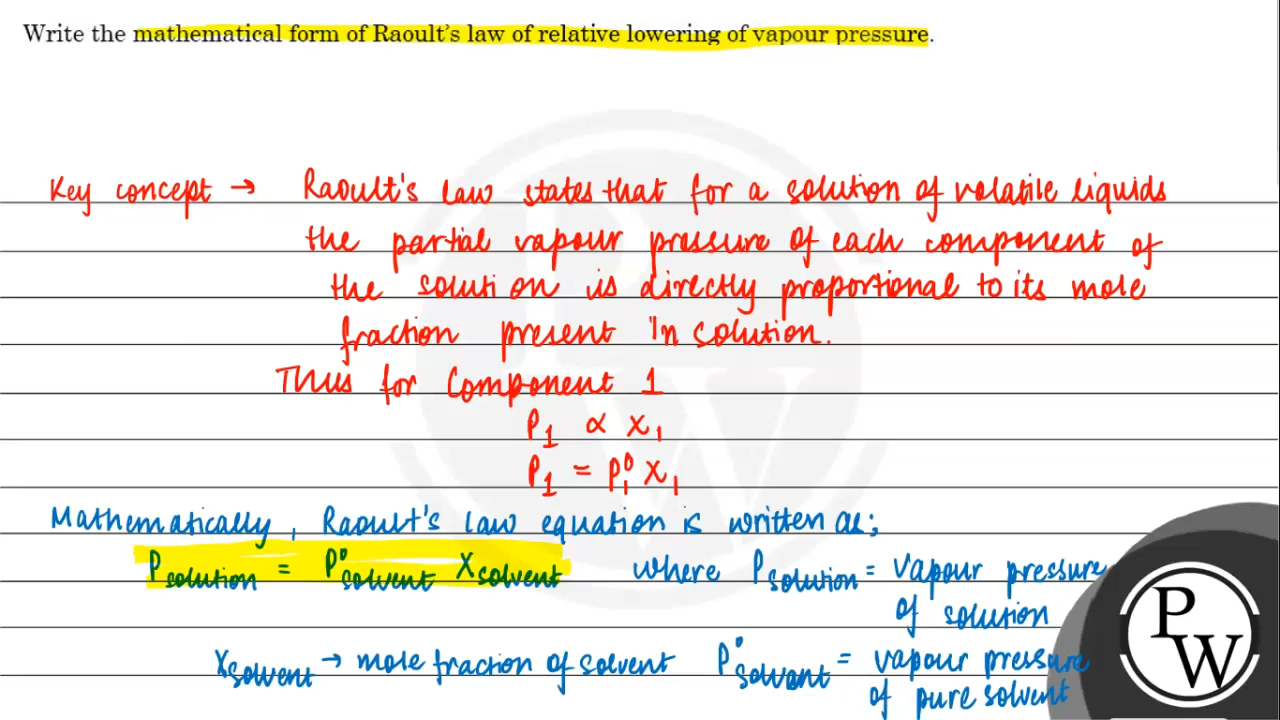 Write the mathematical form of Raoult's law of relative lowering of vapour pressure.
Key concept → Raoult's law states that for a solution of volatile liquids
the partial vapour pressure of each component of
the solution is directly proportional to its mole
fraction present in solution.
Thus for component 1
P₁ ∝ x₁
P₁ = P₁⁰ x₁
Mathematically, Raoult's law equation is written as;
Psolution = P°solvent Xsolvent where Psolution = vapour pressure
of solution
xsolvent → mole fraction of solvent P°solvent = vapour pressure
of pure solvent
P
W